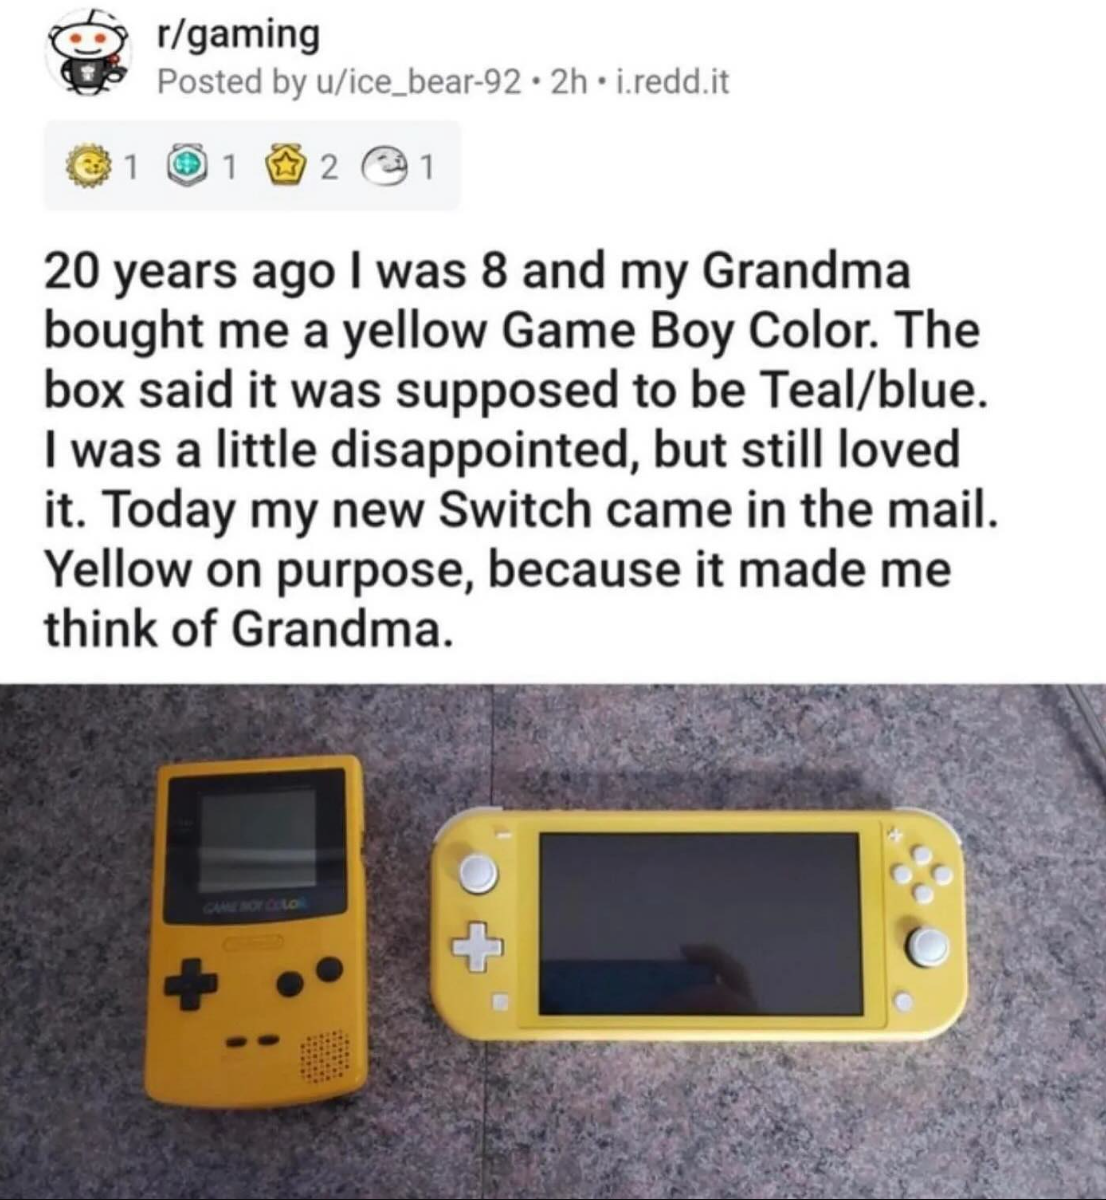 r/gaming
Posted by u/ice_bear-92 • 2h • i.redd.it
1 1 2 1
20 years ago I was 8 and my Grandma
bought me a yellow Game Boy Color. The
box said it was supposed to be Teal/blue.
I was a little disappointed, but still loved
it. Today my new Switch came in the mail.
Yellow on purpose, because it made me
think of Grandma.
GAME BOY COLOR
Nintendo